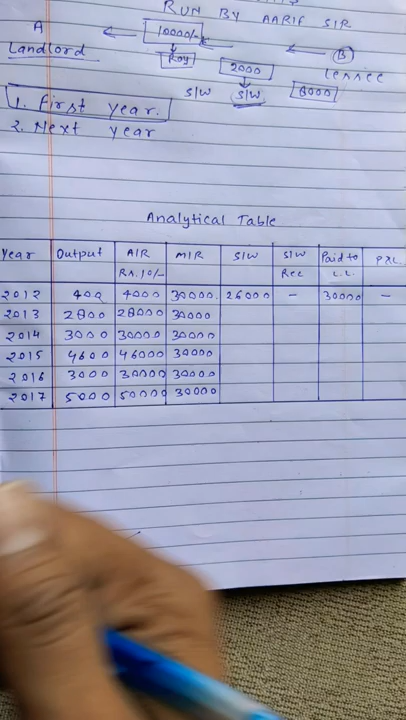 RUN BY AARIF SIR
A
10000/-
Landlord
Roy
B
Lessee
2000
S/W S/W 8000
1. First year.
2. Next year
Analytical Table
Year Output A/R M/R S/W S/W Paid to P&L
Rs. 10/- Rec L.L.
2012 400 4000 30000. 26000 - 30000 -
2013 2800 28000 30000
2014 3000 30000 30000
2015 4600 46000 30000
2016 3000 30000 30000
2017 5000 50000 30000